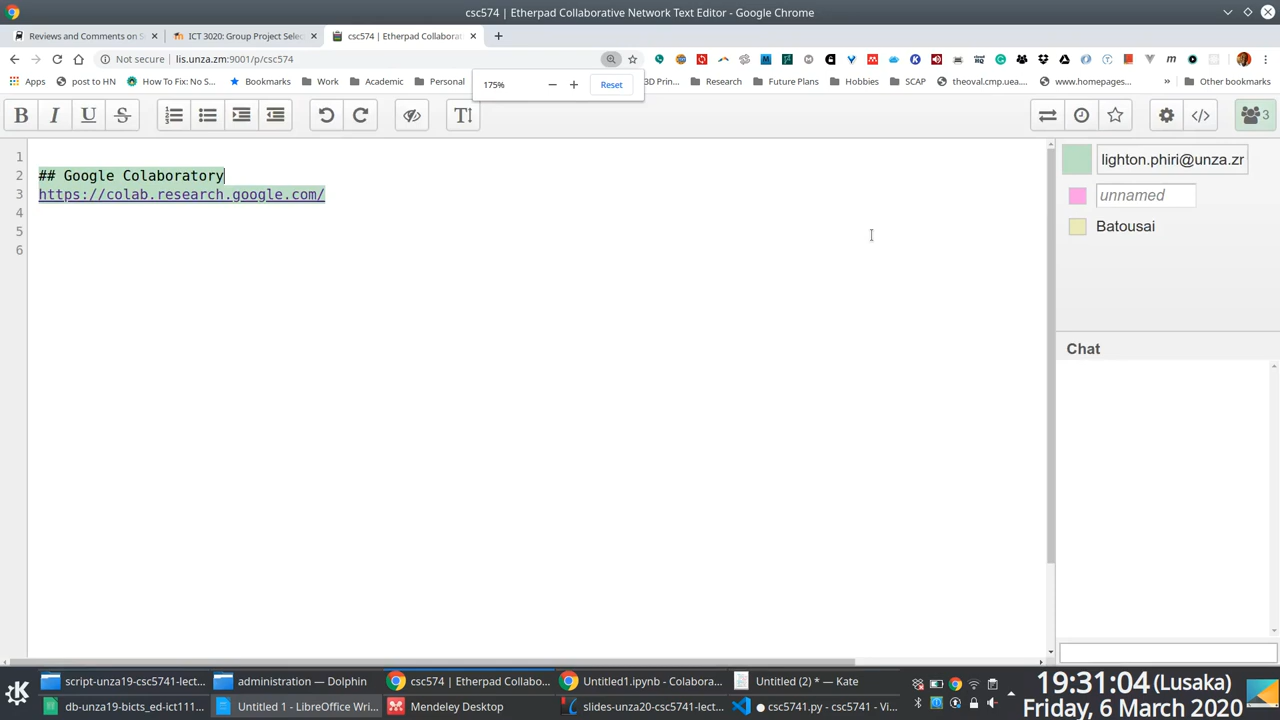 csc574 | Etherpad Collaborative Network Text Editor - Google Chrome
Reviews and Comments on S
ICT 3020: Group Project Selec
csc574 | Etherpad Collaborat
Not secure | lis.unza.zm:9001/p/csc574
Apps
post to HN
How To Fix: No S...
Bookmarks
Work
Academic
Personal
3D Prin...
Research
Future Plans
Hobbies
SCAP
theoval.cmp.uea....
www.homepages...
»
Other bookmarks
175%
Reset
B I U S
3
1
2 ## Google Colaboratory
3 https://colab.research.google.com/
4
5
6
lighton.phiri@unza.zr
unnamed
Batousai
Chat
script-unza19-csc5741-lect...
administration — Dolphin
csc574 | Etherpad Collabo...
Untitled1.ipynb - Colabora...
Untitled (2) * — Kate
db-unza19-bicts_ed-ict111...
Untitled 1 - LibreOffice Wri...
Mendeley Desktop
slides-unza20-csc5741-lect...
● csc5741.py - csc5741 - Vi...
19:31:04 (Lusaka)
Friday, 6 March 2020